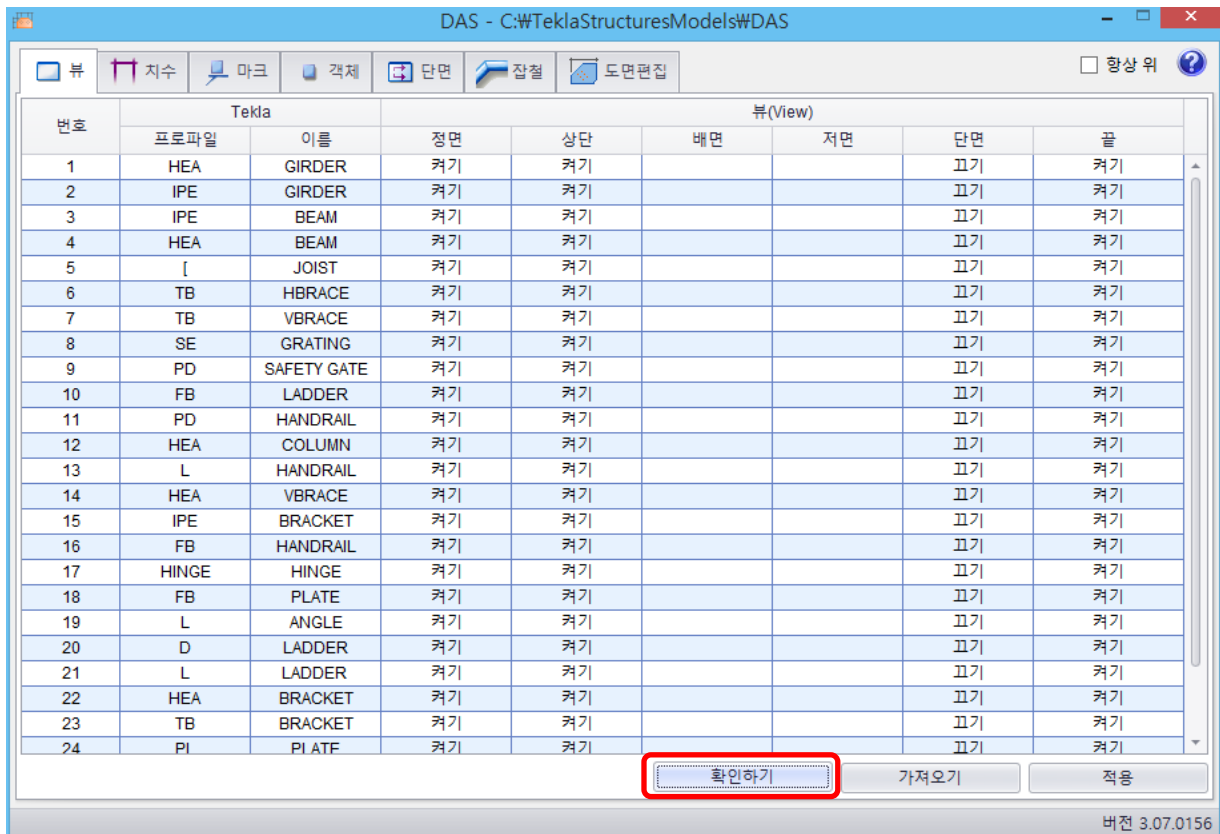 DAS - C:₩TeklaStructuresModels₩DAS
뷰 치수 마크 객체 단면 잡철 도면편집 항상 위
번호 Tekla 뷰(View)
프로파일 이름 정면 상단 배면 저면 단면 끝
1 HEA GIRDER 켜기 켜기 끄기 켜기
2 IPE GIRDER 켜기 켜기 끄기 켜기
3 IPE BEAM 켜기 켜기 끄기 켜기
4 HEA BEAM 켜기 켜기 끄기 켜기
5 [ JOIST 켜기 켜기 끄기 켜기
6 TB HBRACE 켜기 켜기 끄기 켜기
7 TB VBRACE 켜기 켜기 끄기 켜기
8 SE GRATING 켜기 켜기 끄기 켜기
9 PD SAFETY GATE 켜기 켜기 끄기 켜기
10 FB LADDER 켜기 켜기 끄기 켜기
11 PD HANDRAIL 켜기 켜기 끄기 켜기
12 HEA COLUMN 켜기 켜기 끄기 켜기
13 L HANDRAIL 켜기 켜기 끄기 켜기
14 HEA VBRACE 켜기 켜기 끄기 켜기
15 IPE BRACKET 켜기 켜기 끄기 켜기
16 FB HANDRAIL 켜기 켜기 끄기 켜기
17 HINGE HINGE 켜기 켜기 끄기 켜기
18 FB PLATE 켜기 켜기 끄기 켜기
19 L ANGLE 켜기 켜기 끄기 켜기
20 D LADDER 켜기 켜기 끄기 켜기
21 L LADDER 켜기 켜기 끄기 켜기
22 HEA BRACKET 켜기 켜기 끄기 켜기
23 TB BRACKET 켜기 켜기 끄기 켜기
24 PL PLATE 켜기 켜기 끄기 켜기
확인하기 가져오기 적용
버전 3.07.0156